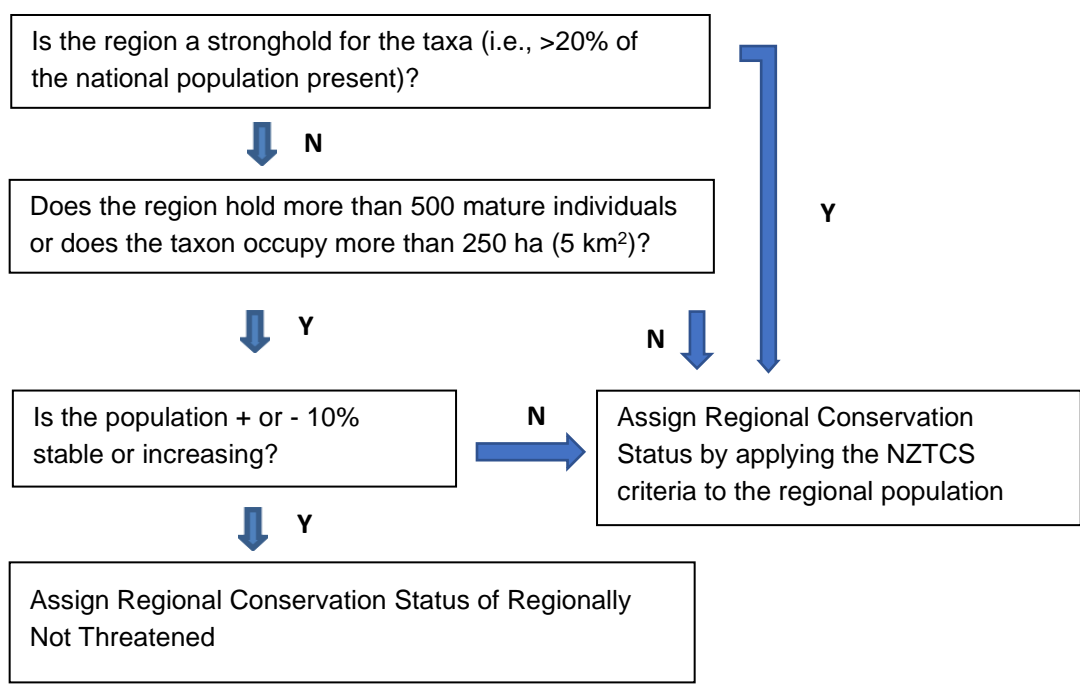 Is the region a stronghold for the taxa (i.e., >20% of
the national population present)?
N
Does the region hold more than 500 mature individuals
or does the taxon occupy more than 250 ha (5 km²)?
Y
Y
N
Is the population + or - 10%
stable or increasing?
N
Assign Regional Conservation
Status by applying the NZTCS
criteria to the regional population
Y
Assign Regional Conservation Status of Regionally
Not Threatened